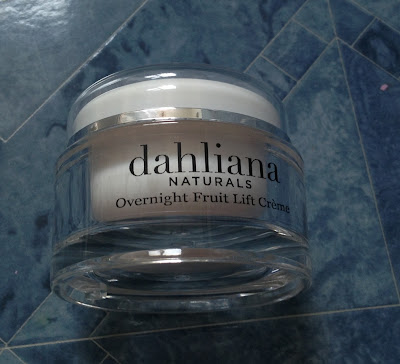 dahliana
NATURALS
Overnight Fruit Lift Crème